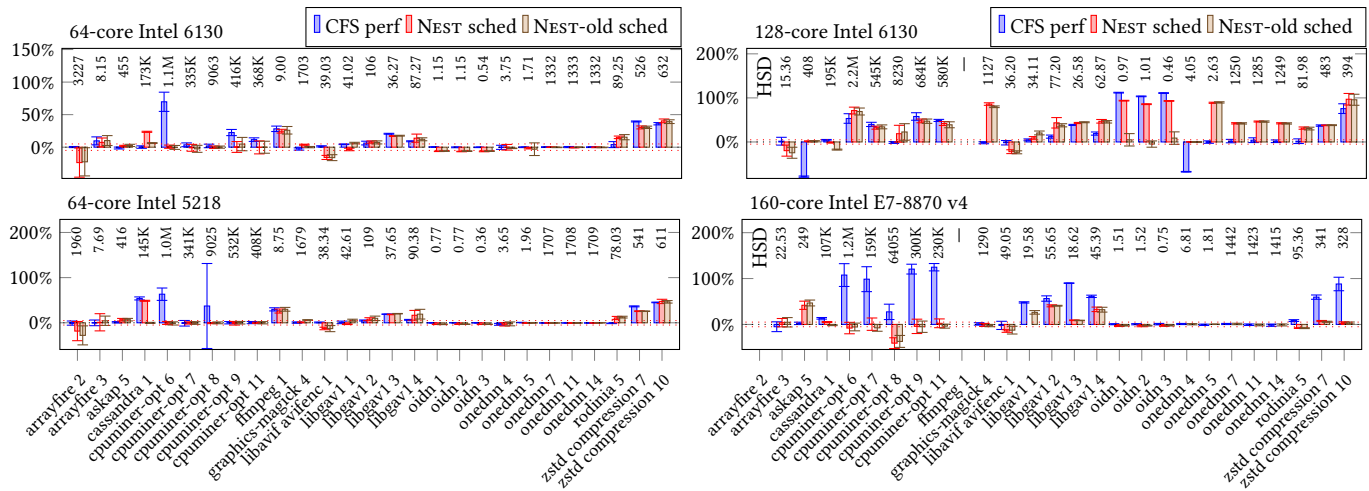 CFS perf NEST sched NEST-old sched
64-core Intel 6130
150%
100%
50%
0%
3227 8.15 455 173K 1.1M 335K 9063 416K 368K 9.00 1703 39.03 41.02 106 36.27 87.27 1.15 1.15 0.54 3.75 1.71 1332 1333 1332 89.25 526 632
CFS perf NEST sched NEST-old sched
128-core Intel 6130
200%
100%
0%
HSD 15.36 408 195K 2.2M 545K 8230 684K 580K — 1127 36.20 34.11 77.20 26.58 62.87 0.97 1.01 0.46 4.05 2.63 1250 1285 1249 81.98 483 394
64-core Intel 5218
200%
100%
0%
1960 7.69 416 145K 1.0M 341K 9025 532K 408K 8.75 1679 38.34 42.61 109 37.65 90.38 0.77 0.77 0.36 3.65 1.96 1707 1708 1709 78.03 541 611
arrayfire 2
arrayfire 3
askap 5
cassandra 1
cpuminer-opt 6
cpuminer-opt 7
cpuminer-opt 8
cpuminer-opt 9
cpuminer-opt 11
ffmpeg 1
graphics-magick 4
libavif avifenc 1
libgav1 1
libgav1 2
libgav1 3
libgav1 4
oidn 1
oidn 2
oidn 3
onednn 4
onednn 5
onednn 7
onednn 11
onednn 14
rodinia 5
zstd compression 7
zstd compression 10
160-core Intel E7-8870 v4
200%
100%
0%
HSD 22.53 249 107K 1.2M 159K 64055 300K 230K — 1290 49.05 19.58 55.65 18.62 45.39 1.51 1.52 0.75 6.81 1.81 1442 1423 1415 95.36 341 328
arrayfire 2
arrayfire 3
askap 5
cassandra 1
cpuminer-opt 6
cpuminer-opt 7
cpuminer-opt 8
cpuminer-opt 9
cpuminer-opt 11
ffmpeg 1
graphics-magick 4
libavif avifenc 1
libgav1 1
libgav1 2
libgav1 3
libgav1 4
oidn 1
oidn 2
oidn 3
onednn 4
onednn 5
onednn 7
onednn 11
onednn 14
rodinia 5
zstd compression 7
zstd compression 10